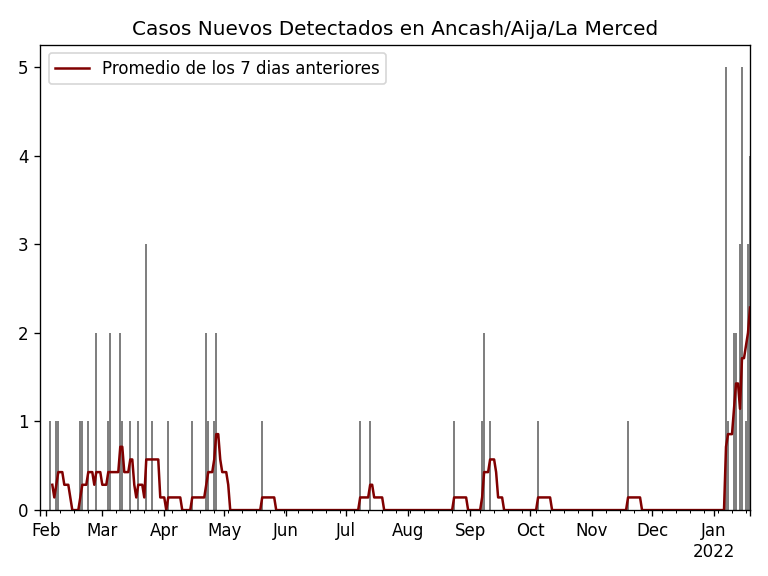 Casos Nuevos Detectados en Ancash/Aija/La Merced
Promedio de los 7 dias anteriores
5
4
3
2
1
0
Feb Mar Apr May Jun Jul Aug Sep Oct Nov Dec Jan
2022